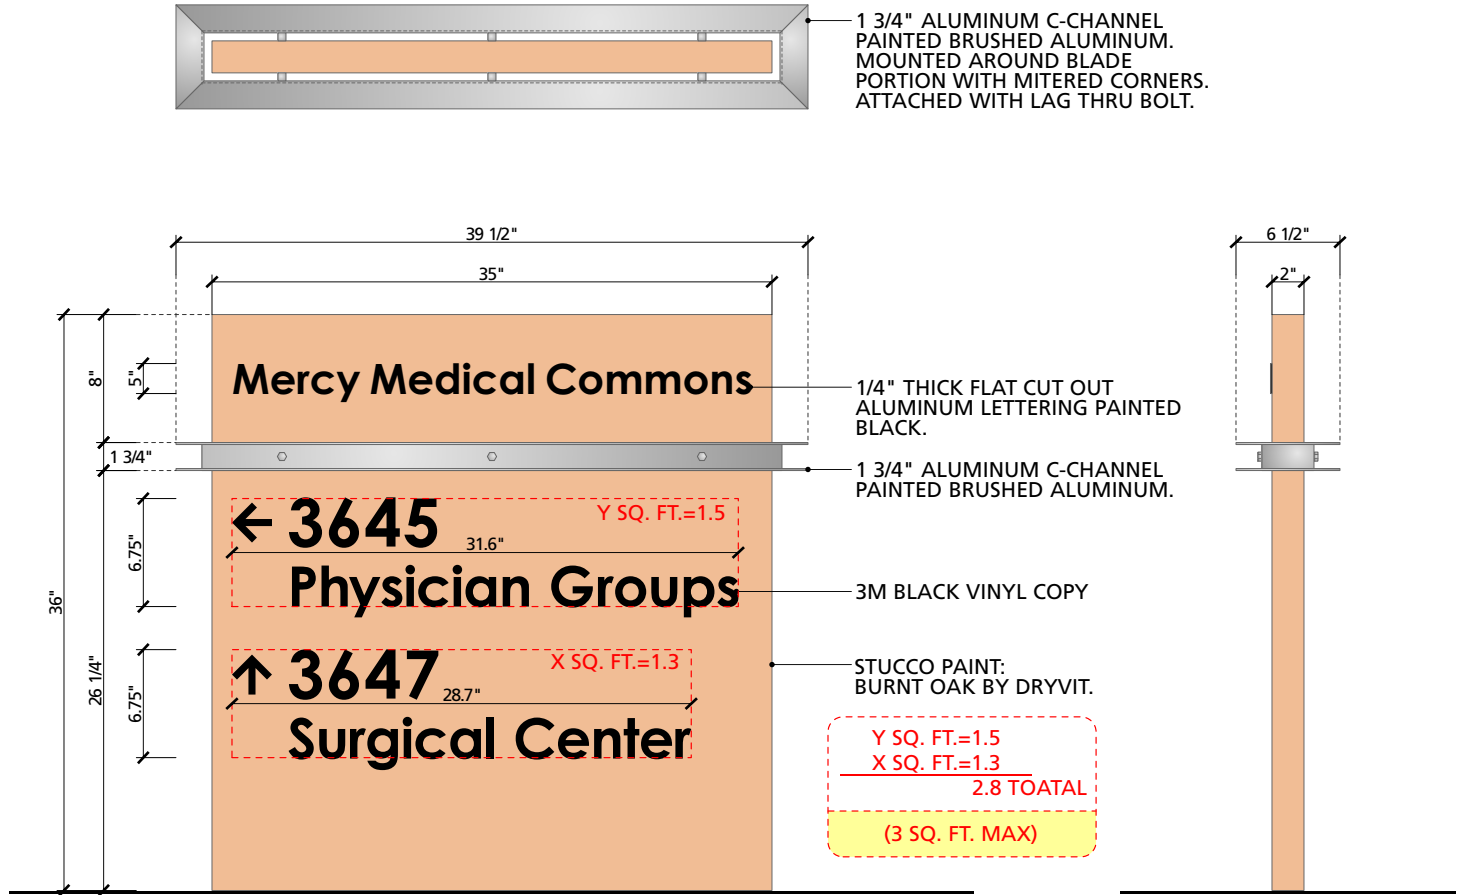 1 3/4" ALUMINUM C-CHANNEL
PAINTED BRUSHED ALUMINUM.
MOUNTED AROUND BLADE
PORTION WITH MITERED CORNERS.
ATTACHED WITH LAG THRU BOLT.
39 1/2"
35"
6 1/2"
2"
8"
5"
Mercy Medical Commons
1/4" THICK FLAT CUT OUT
ALUMINUM LETTERING PAINTED
BLACK.
1 3/4"
1 3/4" ALUMINUM C-CHANNEL
PAINTED BRUSHED ALUMINUM.
36"
26 1/4"
6.75"
← 3645
Y SQ. FT.=1.5
31.6"
Physician Groups
3M BLACK VINYL COPY
6.75"
↑ 3647
X SQ. FT.=1.3
28.7"
Surgical Center
STUCCO PAINT:
BURNT OAK BY DRYVIT.
Y SQ. FT.=1.5
X SQ. FT.=1.3
2.8 TOATAL
(3 SQ. FT. MAX)